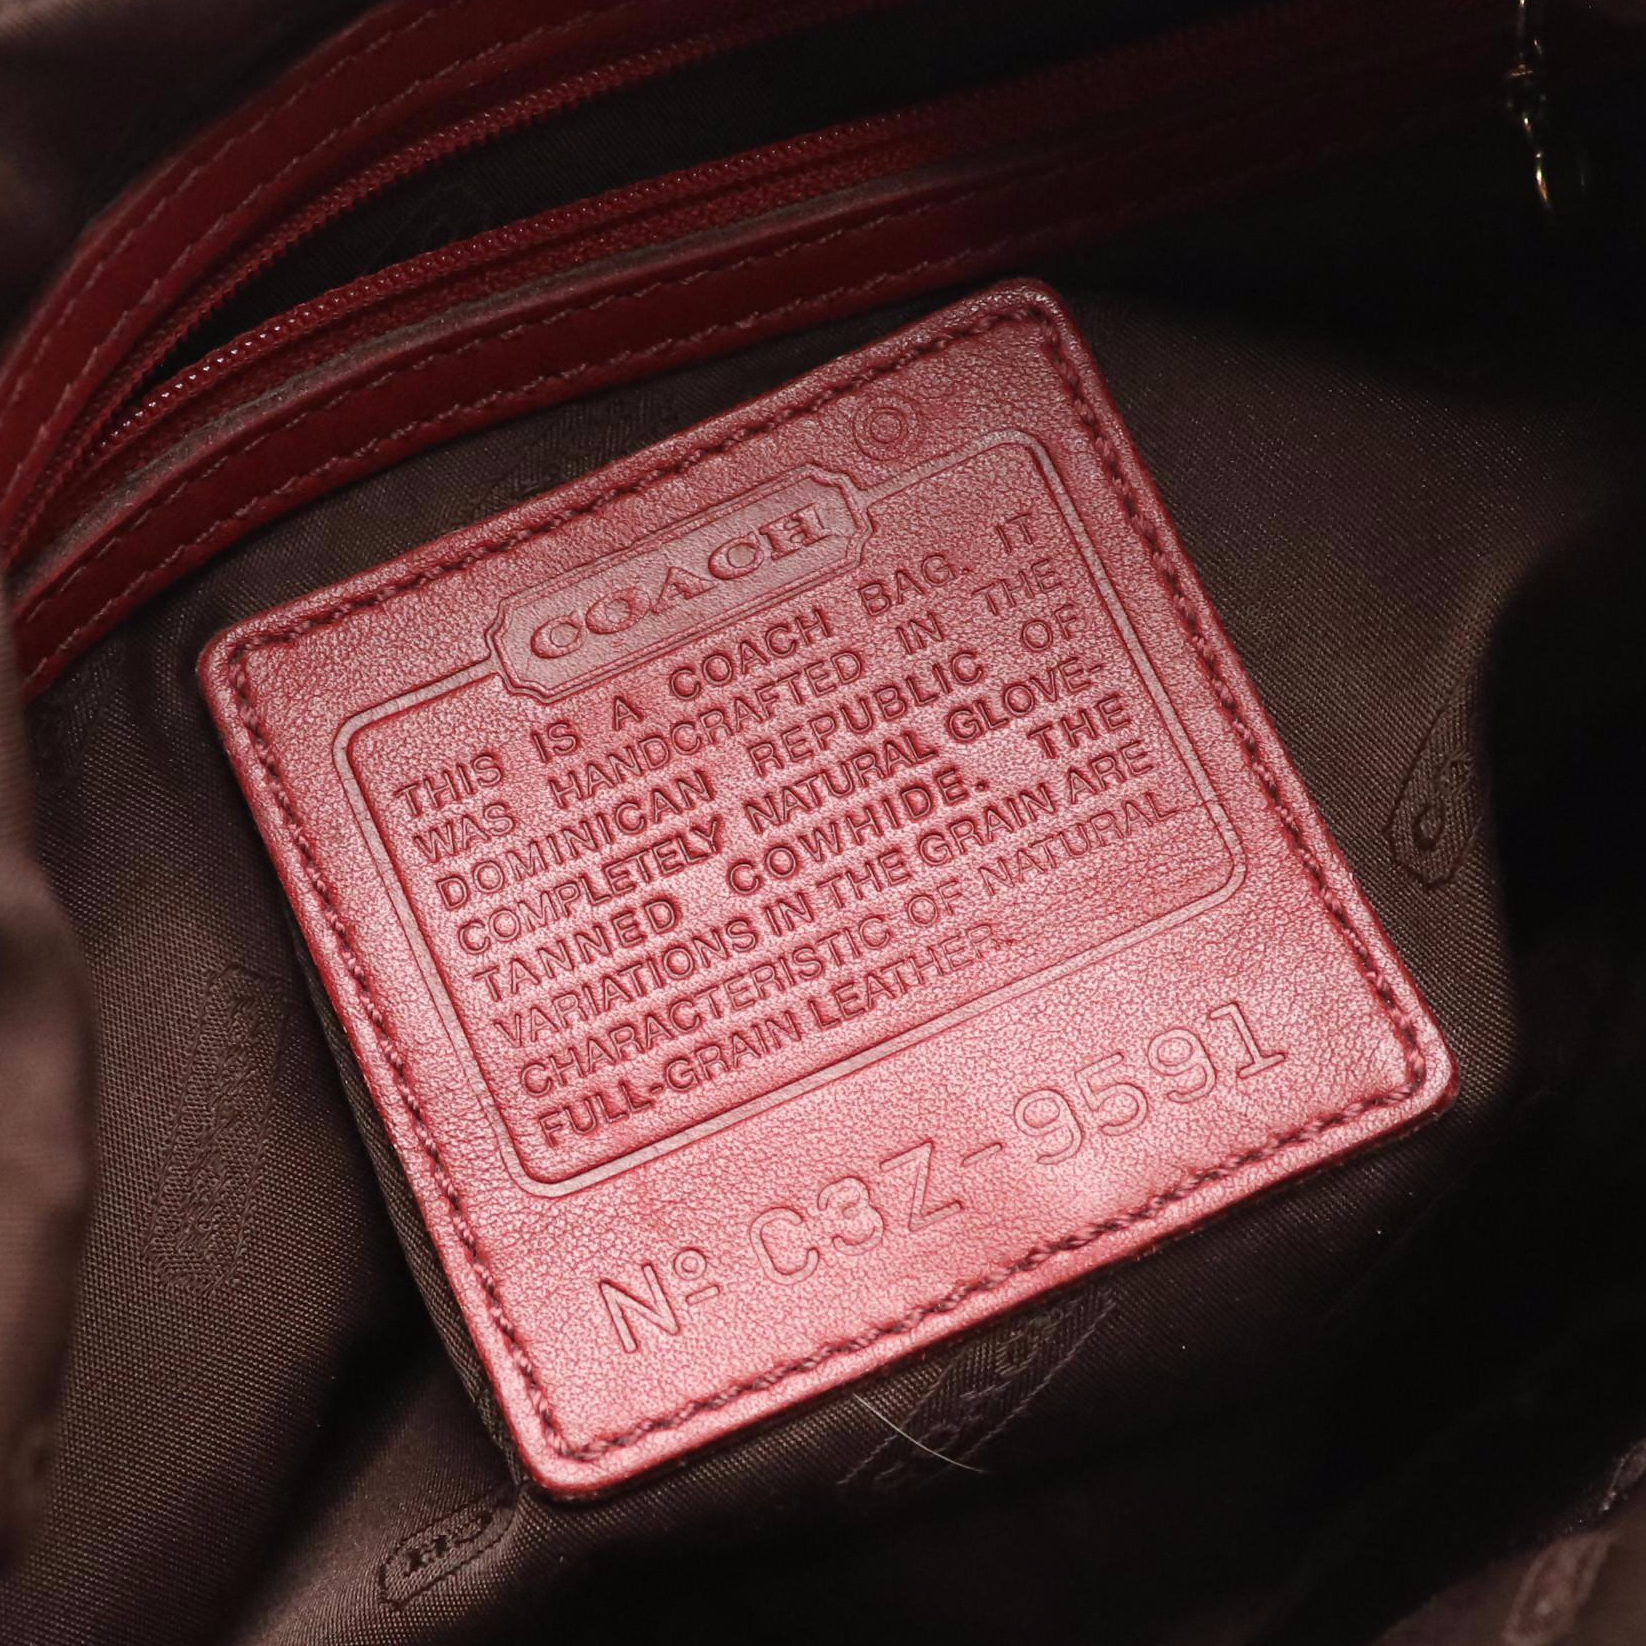 COACH
THIS IS A COACH BAG. IT
WAS HANDCRAFTED IN THE
DOMINICAN REPUBLIC OF
COMPLETELY NATURAL GLOVE-
TANNED COWHIDE. THE
VARIATIONS IN THE GRAIN ARE
CHARACTERISTIC OF NATURAL
FULL-GRAIN LEATHER.
Nº C3Z-9591